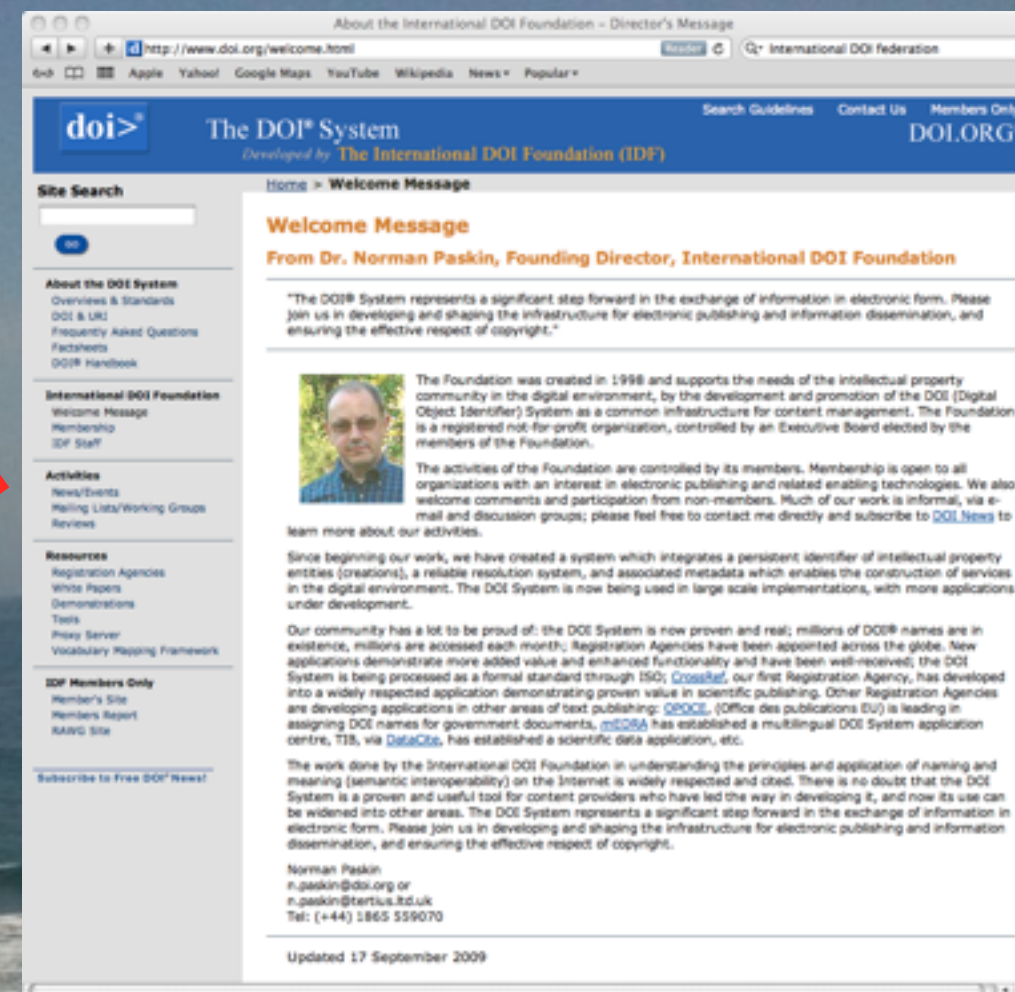 About the International DOI Foundation – Director's Message
http://www.doi.org/welcome.html
Reader
International DOI federation
Apple Yahoo! Google Maps YouTube Wikipedia News Popular
Search Guidelines Contact Us Members Only
doi>®
The DOI® System
DOI.ORG
Developed by The International DOI Foundation (IDF)
Site Search
GO
About the DOI System
Overviews & Standards
DOI & URI
Frequently Asked Questions
Factsheets
DOI® Handbook
International DOI Foundation
Welcome Message
Membership
IDF Staff
Activities
News/Events
Mailing Lists/Working Groups
Reviews
Resources
Registration Agencies
White Papers
Demonstrations
Tools
Proxy Server
Vocabulary Mapping Framework
IDF Members Only
Member's Site
Members Report
RAWG Site
Subscribe to Free DOI® News!
Home > Welcome Message
Welcome Message
From Dr. Norman Paskin, Founding Director, International DOI Foundation
"The DOI® System represents a significant step forward in the exchange of information in electronic form. Please
join us in developing and shaping the infrastructure for electronic publishing and information dissemination, and
ensuring the effective respect of copyright."
The Foundation was created in 1998 and supports the needs of the intellectual property
community in the digital environment, by the development and promotion of the DOI (Digital
Object Identifier) System as a common infrastructure for content management. The Foundation
is a registered not-for-profit organization, controlled by an Executive Board elected by the
members of the Foundation.
The activities of the Foundation are controlled by its members. Membership is open to all
organizations with an interest in electronic publishing and related enabling technologies. We also
welcome comments and participation from non-members. Much of our work is informal, via e-
mail and discussion groups; please feel free to contact me directly and subscribe to DOI News to
learn more about our activities.
Since beginning our work, we have created a system which integrates a persistent identifier of intellectual property
entities (creations), a reliable resolution system, and associated metadata which enables the construction of services
in the digital environment. The DOI System is now being used in large scale implementations, with more applications
under development.
Our community has a lot to be proud of: the DOI System is now proven and real; millions of DOI® names are in
existence, millions are accessed each month; Registration Agencies have been appointed across the globe. New
applications demonstrate more added value and enhanced functionality and have been well-received; the DOI
System is being processed as a formal standard through ISO; CrossRef, our first Registration Agency, has developed
into a widely respected application demonstrating proven value in scientific publishing. Other Registration Agencies
are developing applications in other areas of text publishing: OPOCE, (Office des publications EU) is leading in
assigning DOI names for government documents, mEDRA has established a multilingual DOI System application
centre, TIB, via DataCite, has established a scientific data application, etc.
The work done by the International DOI Foundation in understanding the principles and application of naming and
meaning (semantic interoperability) on the Internet is widely respected and cited. There is no doubt that the DOI
System is a proven and useful tool for content providers who have led the way in developing it, and now its use can
be widened into other areas. The DOI System represents a significant step forward in the exchange of information in
electronic form. Please join us in developing and shaping the infrastructure for electronic publishing and information
dissemination, and ensuring the effective respect of copyright.
Norman Paskin
n.paskin@doi.org or
n.paskin@tertius.ltd.uk
Tel: (+44) 1865 559070
Updated 17 September 2009